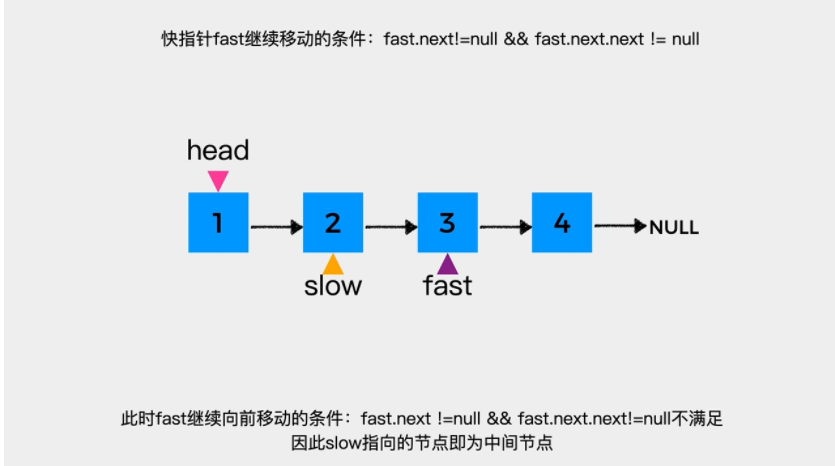 快指针fast继续移动的条件：fast.next!=null && fast.next.next != null
head
1 2 3 4 NULL
slow fast
此时fast继续向前移动的条件：fast.next !=null && fast.next.next!=null不满足
因此slow指向的节点即为中间节点